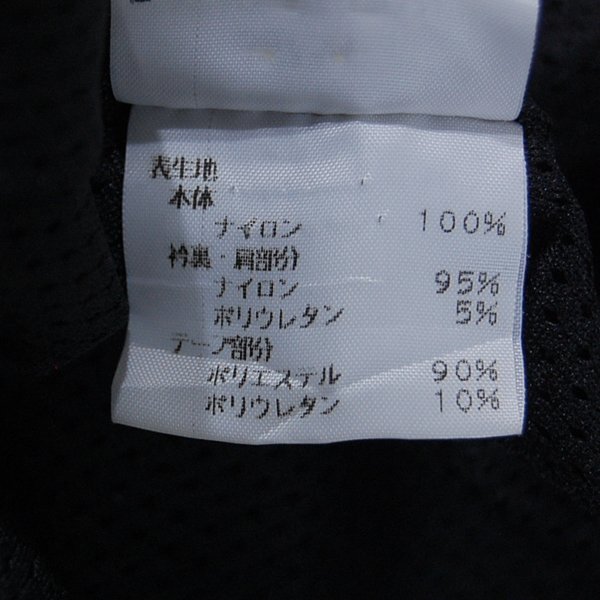 表生地
本体
ナイロン 100%
衿裏・肩部分
ナイロン 95%
ポリウレタン 5%
テープ部分
ポリエステル 90%
ポリウレタン 10%